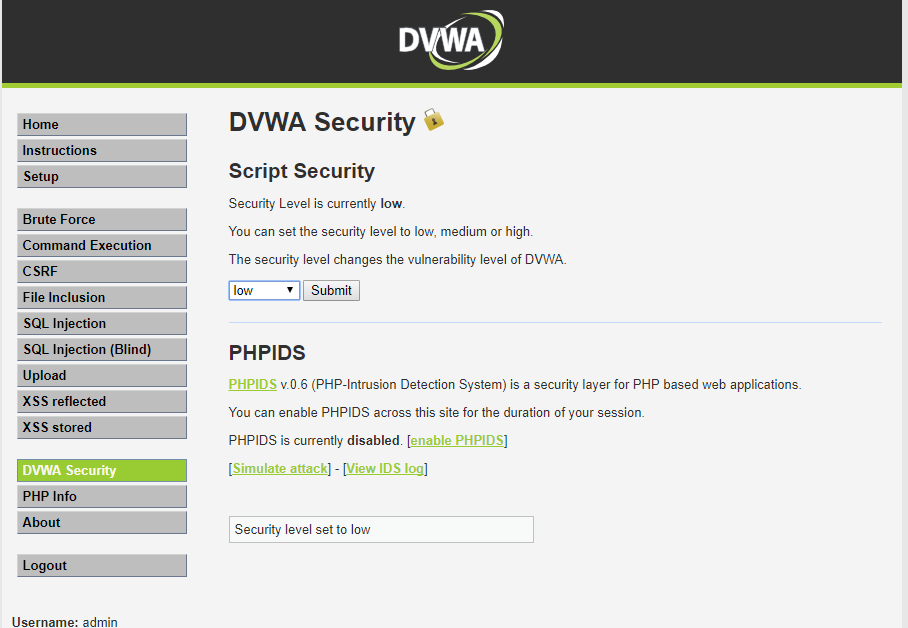 DVWA
Home
Instructions
Setup
Brute Force
Command Execution
CSRF
File Inclusion
SQL Injection
SQL Injection (Blind)
Upload
XSS reflected
XSS stored
DVWA Security
PHP Info
About
Logout
Username: admin
DVWA Security
Script Security
Security Level is currently low.
You can set the security level to low, medium or high.
The security level changes the vulnerability level of DVWA.
low Submit
PHPIDS
PHPIDS v.0.6 (PHP-Intrusion Detection System) is a security layer for PHP based web applications.
You can enable PHPIDS across this site for the duration of your session.
PHPIDS is currently disabled. [enable PHPIDS]
[Simulate attack] - [View IDS log]
Security level set to low